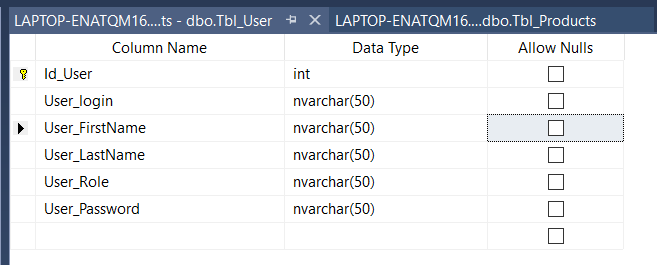 LAPTOP-ENATQM16....ts - dbo.Tbl_User LAPTOP-ENATQM16....dbo.Tbl_Products
Column Name Data Type Allow Nulls
Id_User int
User_login nvarchar(50)
User_FirstName nvarchar(50)
User_LastName nvarchar(50)
User_Role nvarchar(50)
User_Password nvarchar(50)